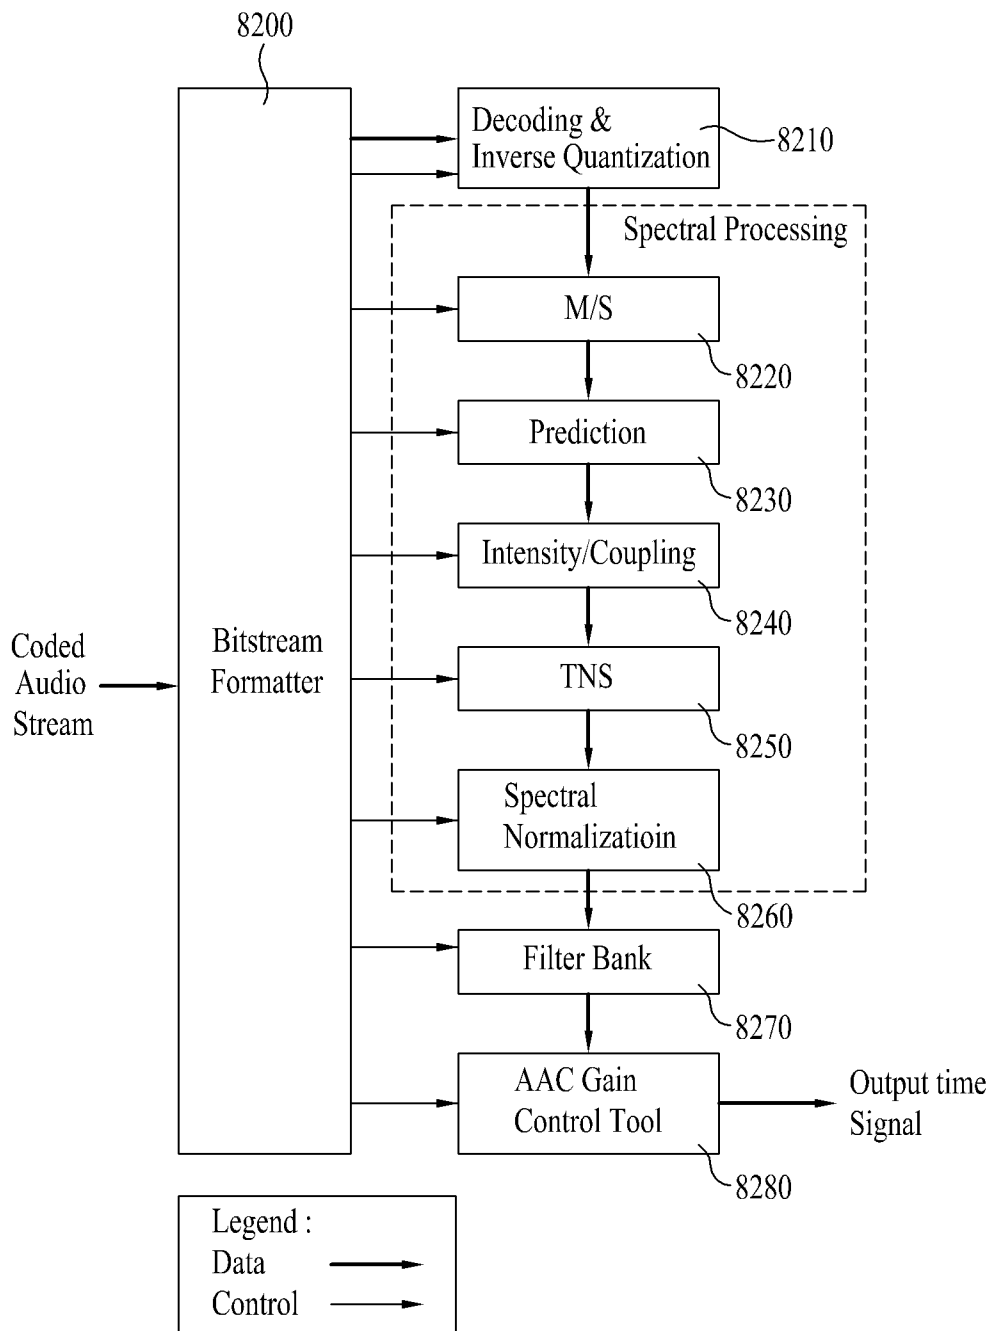 8200
Decoding &
Inverse Quantization
8210
Spectral Processing
M/S
8220
Prediction
8230
Intensity/Coupling
8240
Coded
Audio
Stream
Bitstream
Formatter
TNS
8250
Spectral
Normalizatioin
8260
Filter Bank
8270
AAC Gain
Control Tool
8280
Output time
Signal
Legend :
Data
Control